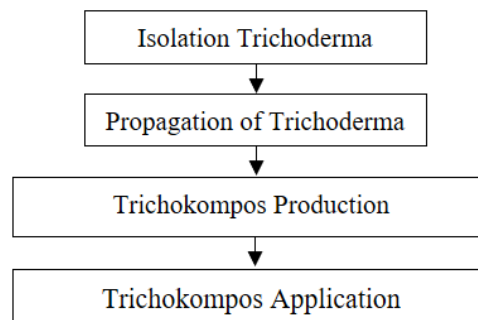 Isolation Trichoderma
Propagation of Trichoderma
Trichokompos Production
Trichokompos Application